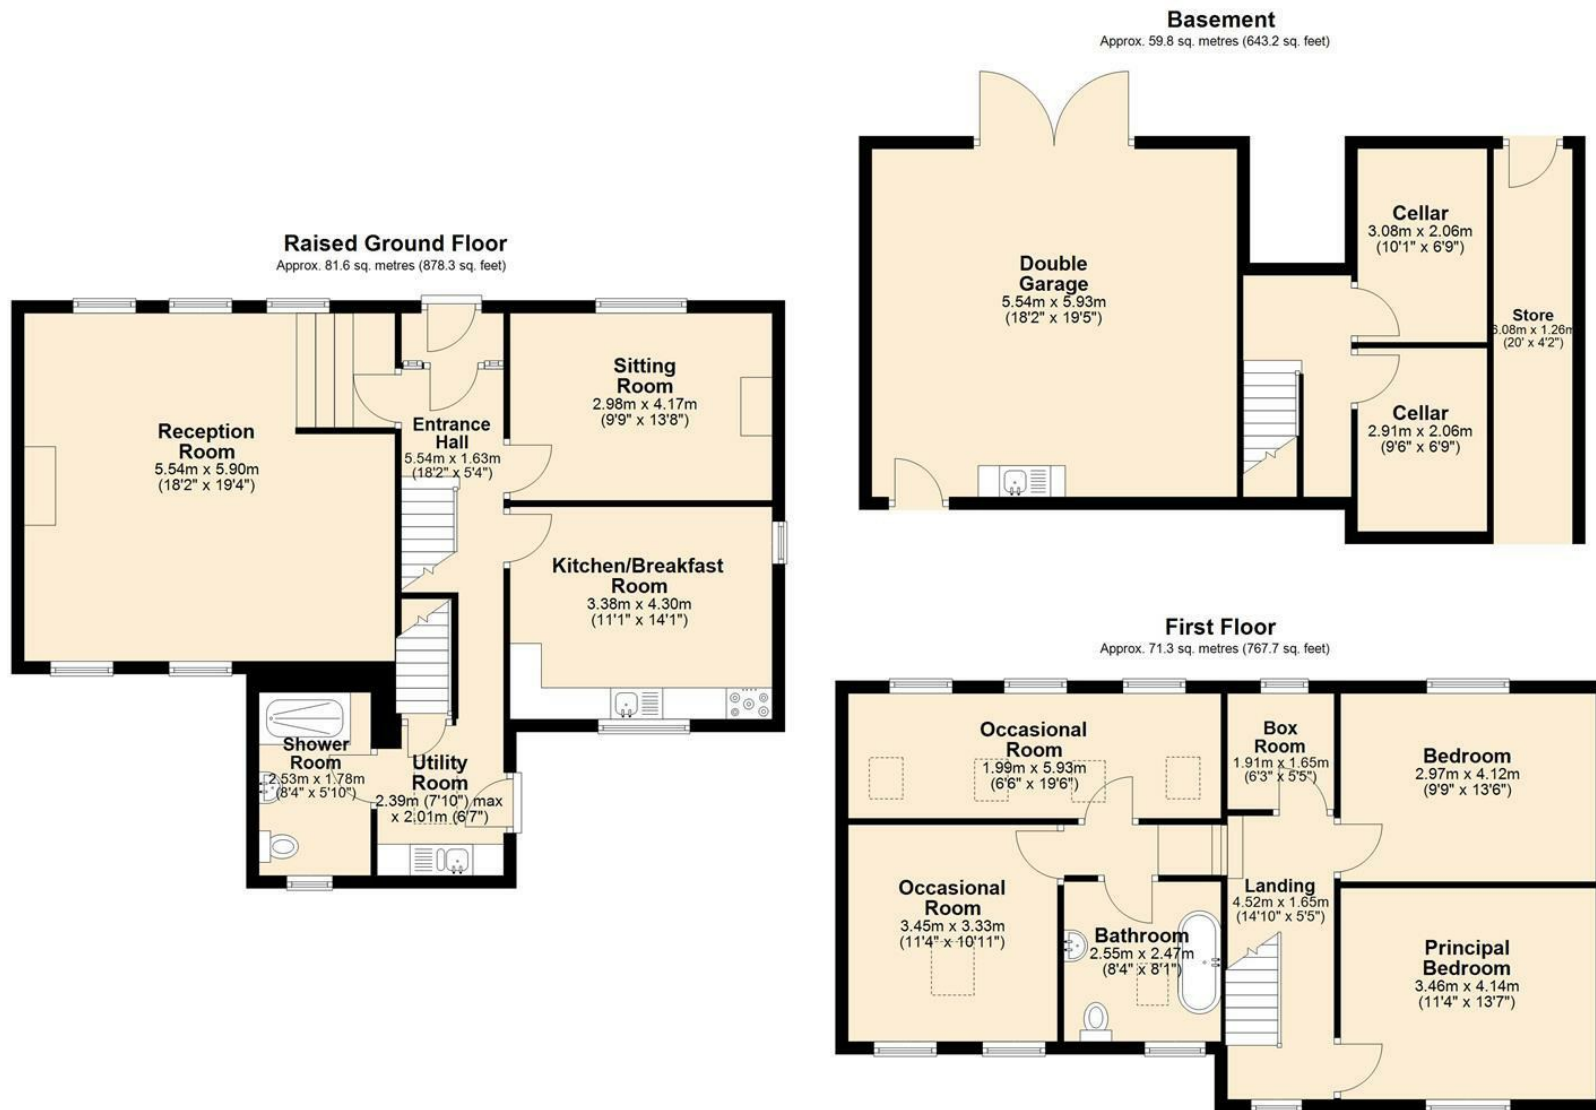 Basement
Approx. 59.8 sq. metres (643.2 sq. feet)
Double
Garage
5.54m x 5.93m
(18'2" x 19'5")
Cellar
3.08m x 2.06m
(10'1" x 6'9")
Store
6.08m x 1.26m
(20' x 4'2")
Cellar
2.91m x 2.06m
(9'6" x 6'9")
Raised Ground Floor
Approx. 81.6 sq. metres (878.3 sq. feet)
Reception
Room
5.54m x 5.90m
(18'2" x 19'4")
Entrance
Hall
5.54m x 1.63m
(18'2" x 5'4")
Sitting
Room
2.98m x 4.17m
(9'9" x 13'8")
Kitchen/Breakfast
Room
3.38m x 4.30m
(11'1" x 14'1")
Shower
Room
2.53m x 1.78m
(8'4" x 5'10")
Utility
Room
2.39m (7'10") max
x 2.01m (6'7")
First Floor
Approx. 71.3 sq. metres (767.7 sq. feet)
Occasional
Room
1.99m x 5.93m
(6'6" x 19'6")
Box
Room
1.91m x 1.65m
(6'3" x 5'5")
Bedroom
2.97m x 4.12m
(9'9" x 13'6")
Occasional
Room
3.45m x 3.33m
(11'4" x 10'11")
Bathroom
2.55m x 2.47m
(8'4" x 8'1")
Landing
4.52m x 1.65m
(14'10" x 5'5")
Principal
Bedroom
3.46m x 4.14m
(11'4" x 13'7")